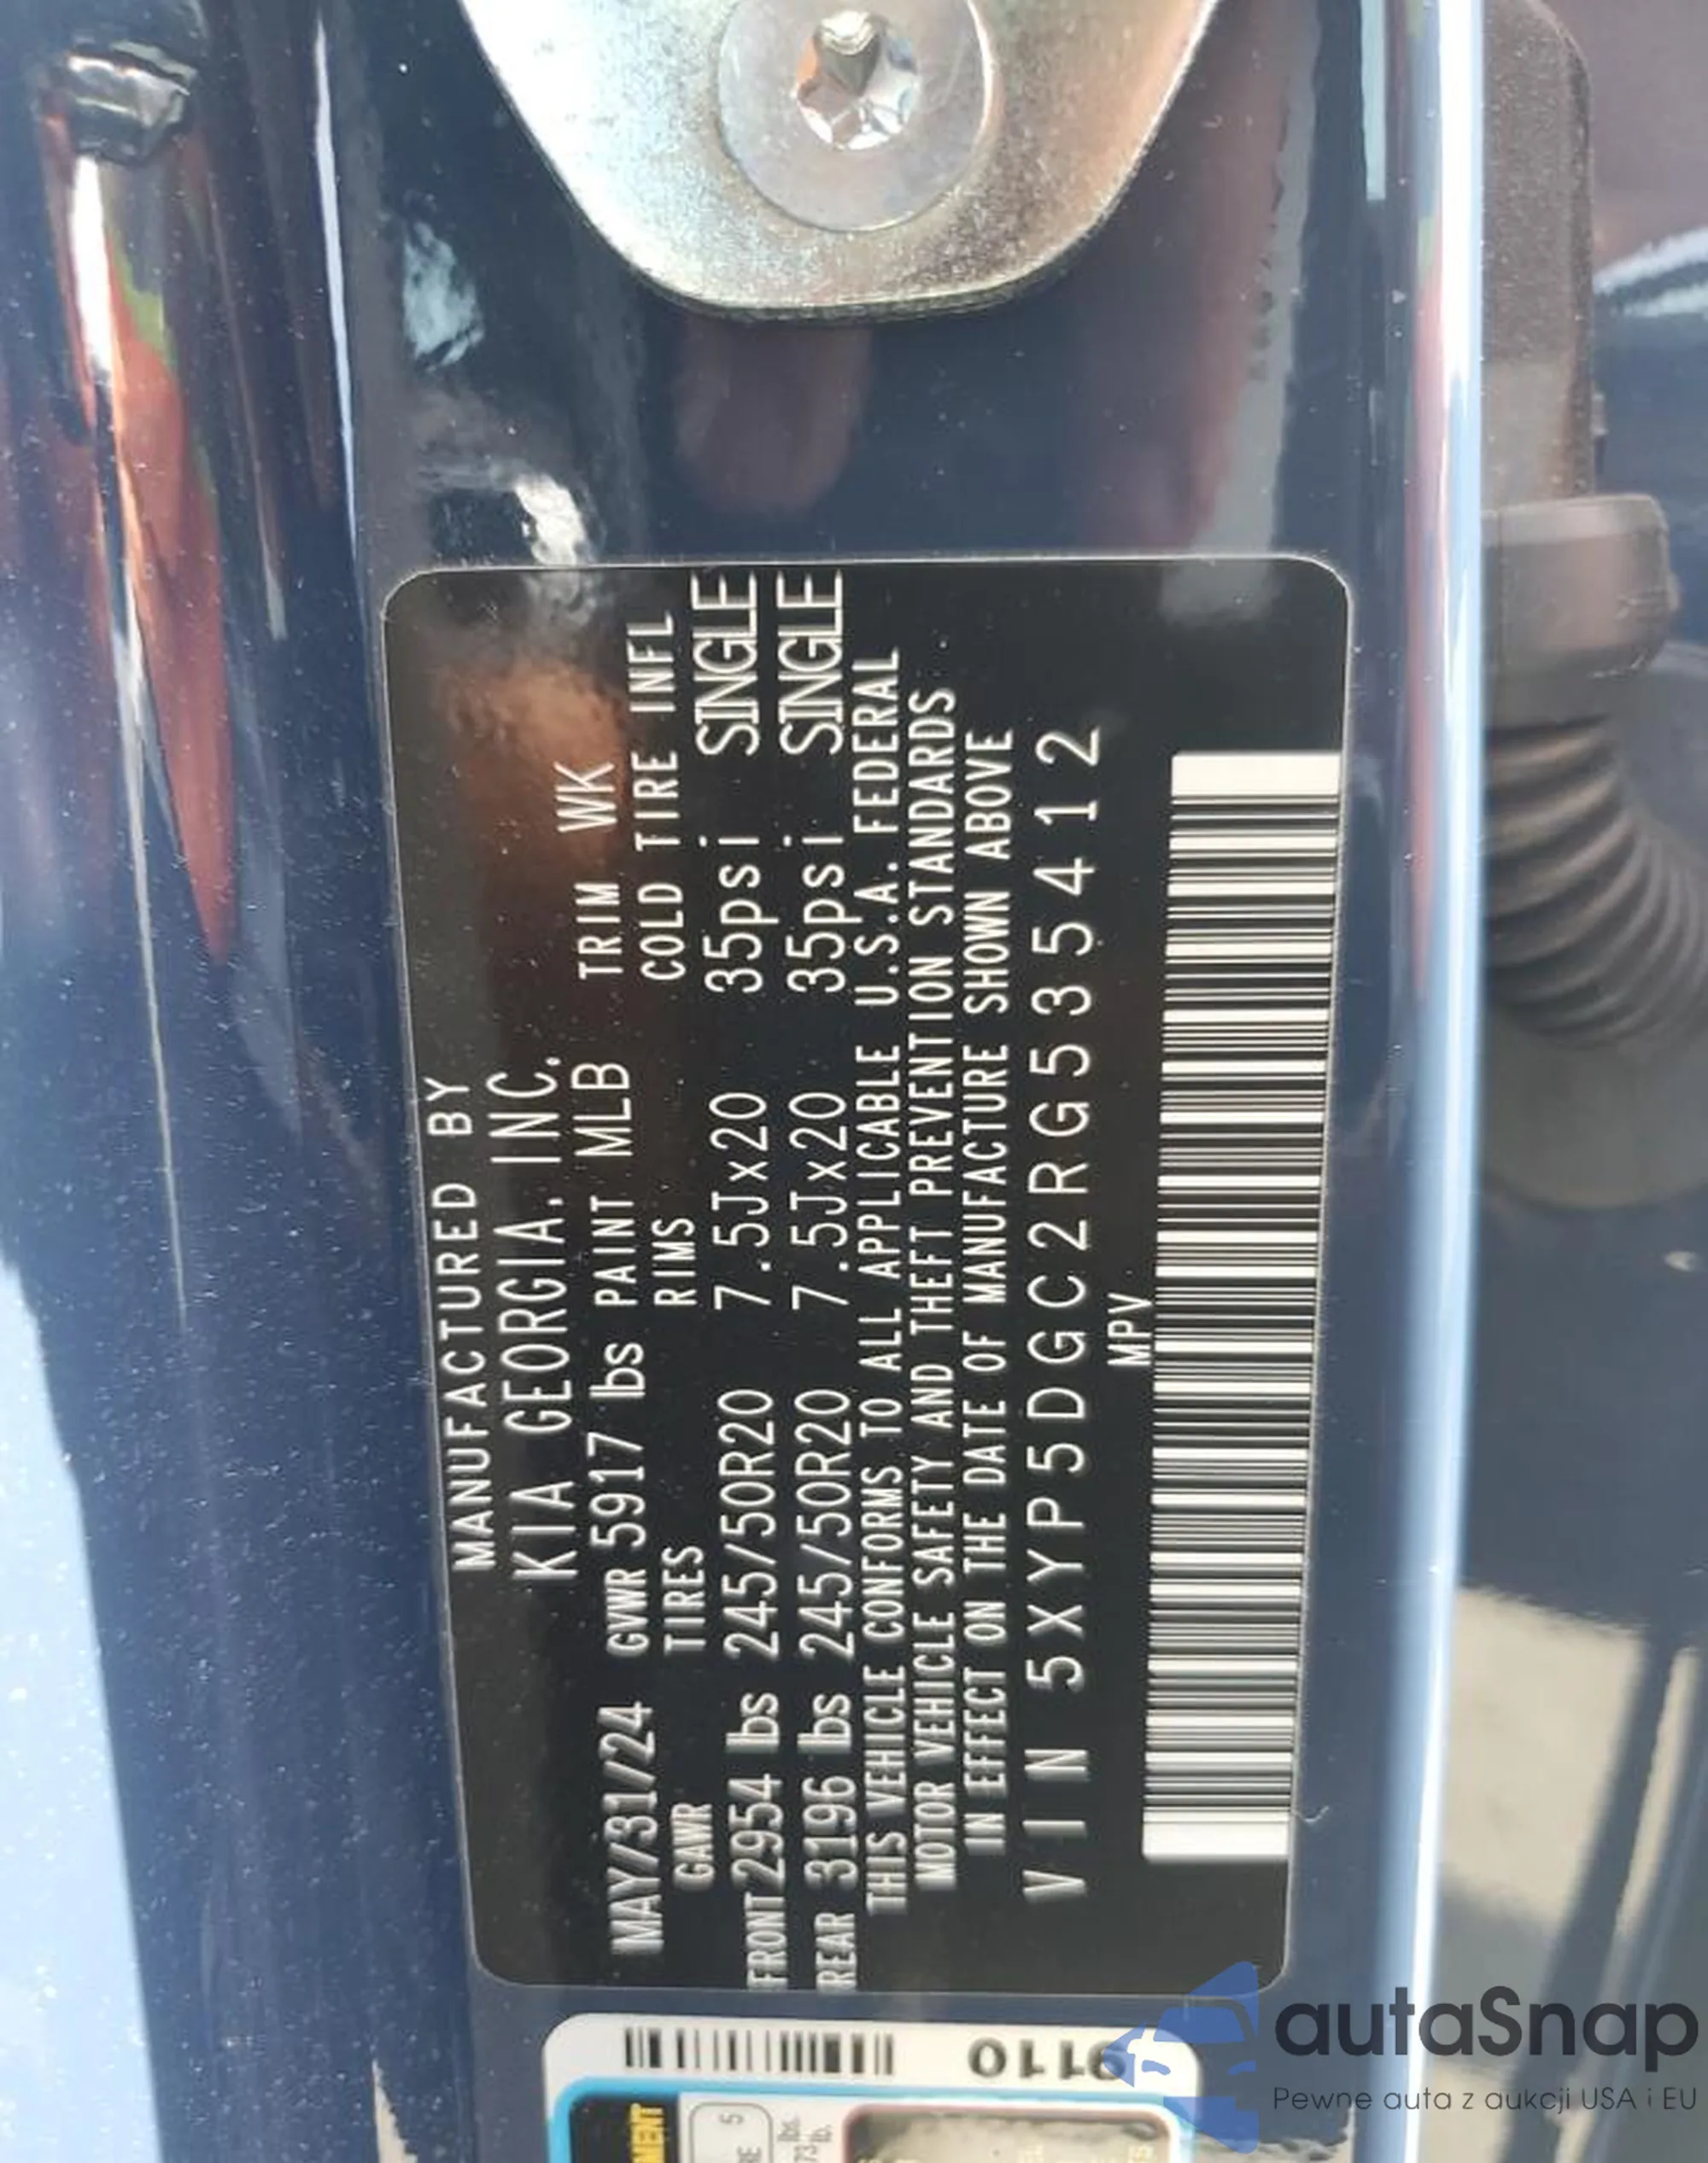 MANUFACTURED BY
KIA GEORGIA, INC.
MAY/31/24 GVWR 5917 lbs PAINT MLB TRIM WK
GAWR TIRES RIMS COLD TIRE INFL
FRONT 2954 lbs 245/50R20 7.5Jx20 35psi SINGLE
REAR 3196 lbs 245/50R20 7.5Jx20 35psi SINGLE
THIS VEHICLE CONFORMS TO ALL APPLICABLE U.S.A. FEDERAL
MOTOR VEHICLE SAFETY AND THEFT PREVENTION STANDARDS
IN EFFECT ON THE DATE OF MANUFACTURE SHOWN ABOVE
VIN 5XYP5DGC2RG535412
MPV
5
autaSnap
Pewne auta z aukcji USA i EU